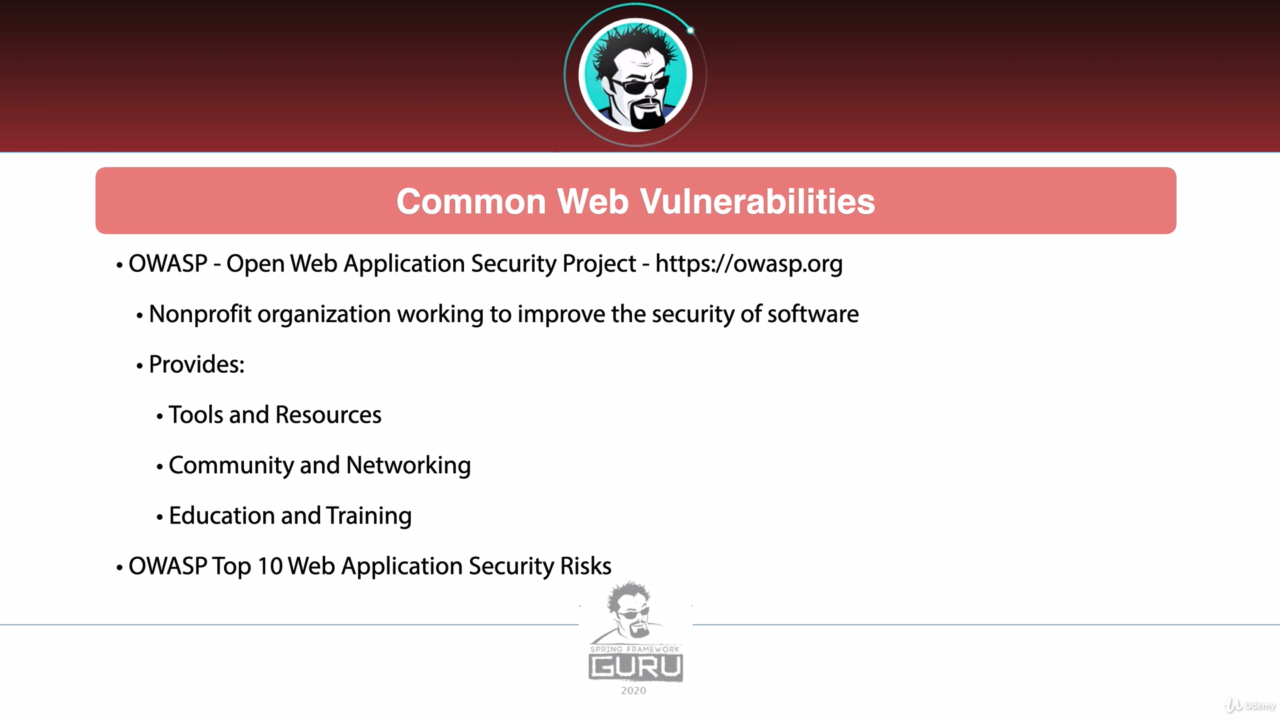 Common Web Vulnerabilities
• OWASP - Open Web Application Security Project - https://owasp.org
• Nonprofit organization working to improve the security of software
• Provides:
• Tools and Resources
• Community and Networking
• Education and Training
• OWASP Top 10 Web Application Security Risks
SPRING FRAMEWORK
GURU
2020
Udemy